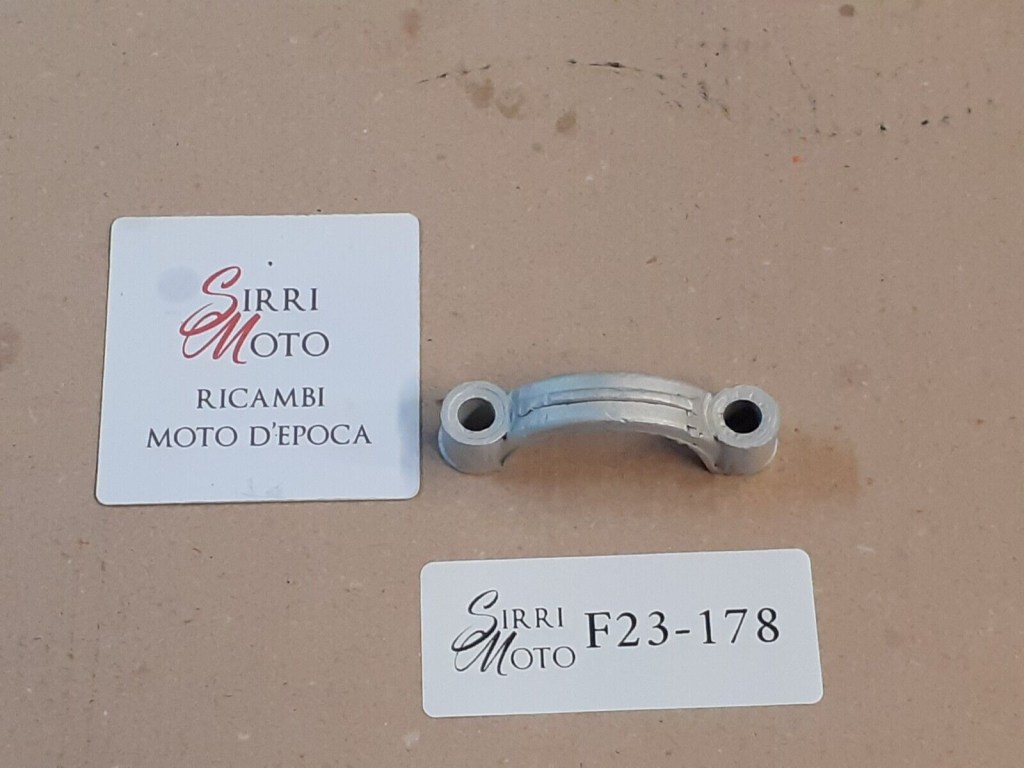 SIRRI
MOTO
RICAMBI
MOTO D'EPOCA
SIRRI
MOTO
F23-178